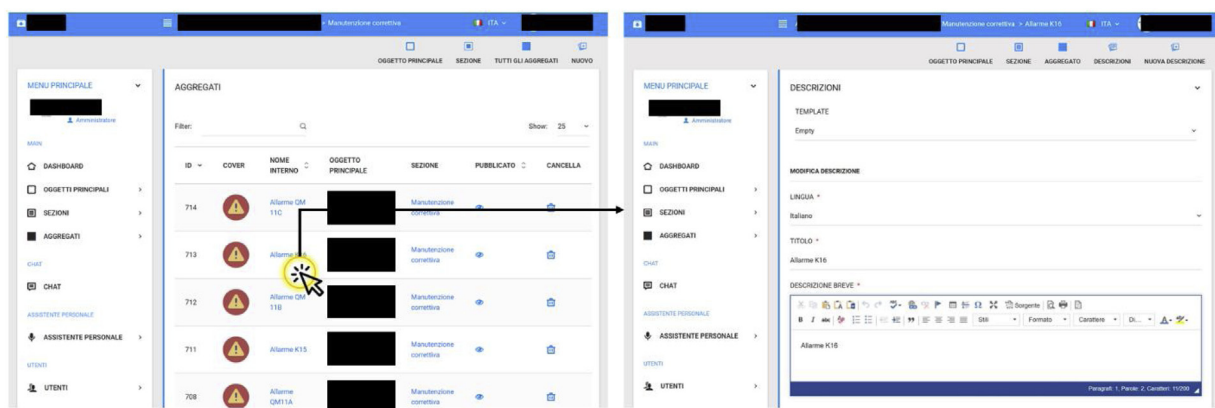 - Manutenzione correttiva
ITA
OGGETTO PRINCIPALE SEZIONE TUTTI GLI AGGREGATI NUOVO
MENU PRINCIPALE
Amministratore
MAIN
DASHBOARD
OGGETTI PRINCIPALI
SEZIONI
AGGREGATI
CHAT
CHAT
ASSISTENTE PERSONALE
ASSISTENTE PERSONALE
UTENTI
UTENTI
AGGREGATI
Filter: Show: 25
ID COVER NOME INTERNO OGGETTO PRINCIPALE SEZIONE PUBBLICATO CANCELLA
714 Allarme QM 11C Manutenzione correttiva
713 Allarme K16 Manutenzione correttiva
712 Allarme QM 11B Manutenzione correttiva
711 Allarme K15 Manutenzione correttiva
708 Allarme QM11A Manutenzione correttiva
Manutenzione correttiva > Allarme K16
ITA
OGGETTO PRINCIPALE SEZIONE AGGREGATO DESCRIZIONI NUOVA DESCRIZIONE
MENU PRINCIPALE
Amministratore
MAIN
DASHBOARD
OGGETTI PRINCIPALI
SEZIONI
AGGREGATI
CHAT
CHAT
ASSISTENTE PERSONALE
ASSISTENTE PERSONALE
UTENTI
UTENTI
DESCRIZIONI
TEMPLATE
Empty
MODIFICA DESCRIZIONE
LINGUA *
Italiano
TITOLO *
Allarme K16
DESCRIZIONE BREVE *
Sorgente
B I abc Stili Formato Carattere Di... A
Allarme K16
Paragrafi: 1, Parole: 2, Caratteri: 11/200